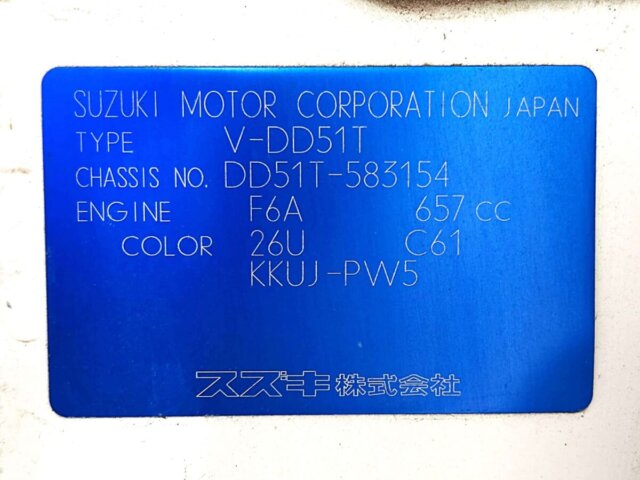 SUZUKI MOTOR CORPORATION JAPAN
TYPE V-DD51T
CHASSIS NO. DD51T-583154
ENGINE F6A 657 CC
COLOR 26U C61
KKUJ-PW5
スズキ株式会社